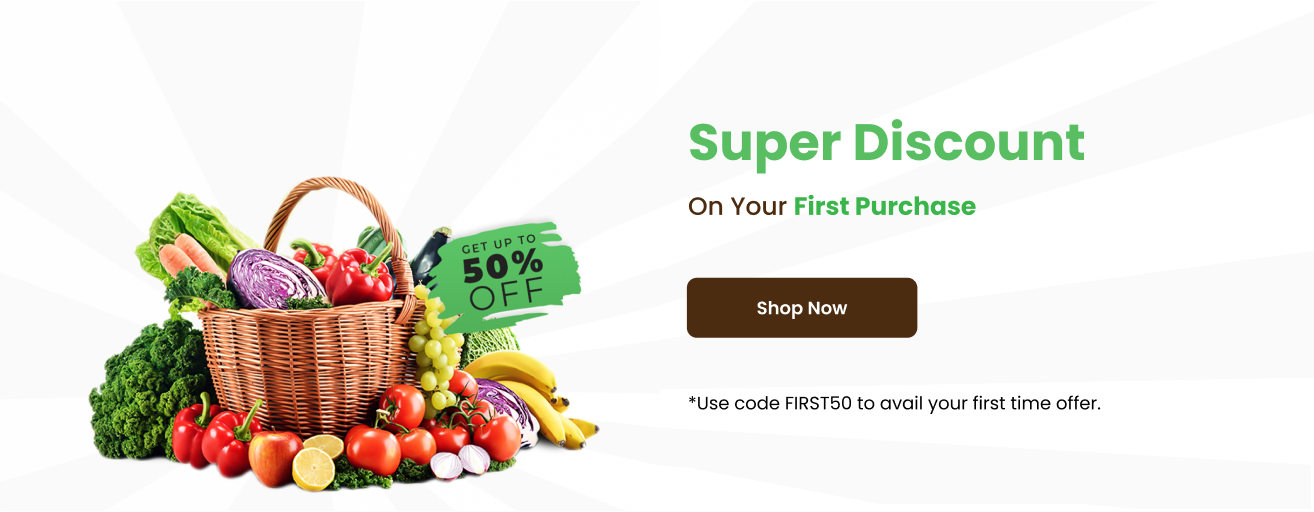 GET UP TO
50%
OFF
Super Discount
On Your First Purchase
Shop Now
*Use code FIRST50 to avail your first time offer.